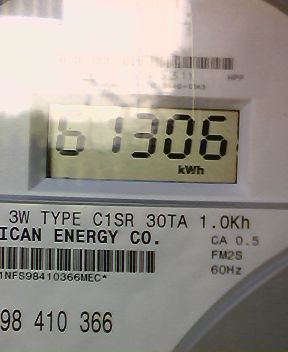 61306
kWh
3W TYPE C1SR 30TA 1.0Kh
ICAN ENERGY CO.
CA 0.5
FM2S
60Hz
1NFS98410366MEC*
98 410 366